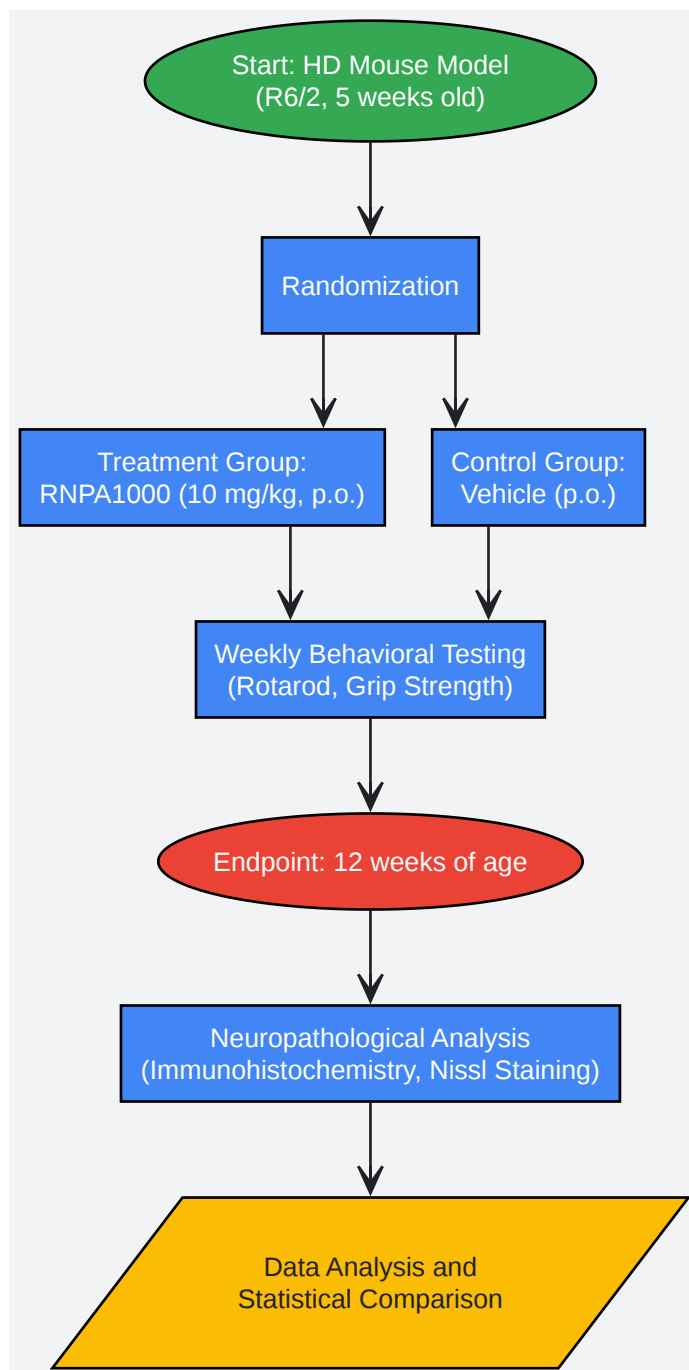 Start: HD Mouse Model
(R6/2, 5 weeks old)
Randomization
Treatment Group:
RNPA1000 (10 mg/kg, p.o.)
Control Group:
Vehicle (p.o.)
Weekly Behavioral Testing
(Rotarod, Grip Strength)
Endpoint: 12 weeks of age
Neuropathological Analysis
(Immunohistochemistry, Nissl Staining)
Data Analysis and
Statistical Comparison